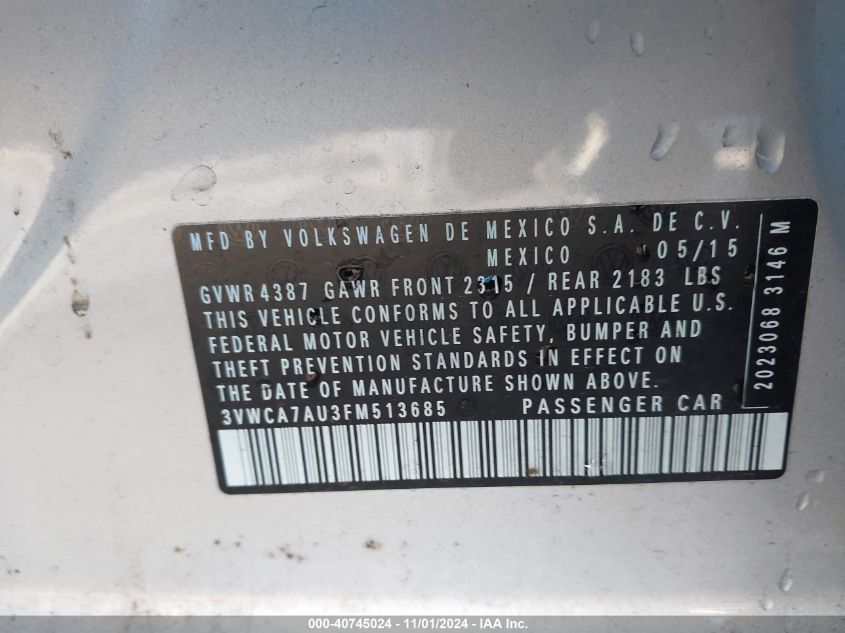 MFD BY VOLKSWAGEN DE MEXICO S.A. DE C.V.
MEXICO 05/15
GVWR 4387 GAWR FRONT 2315 / REAR 2183 LBS
THIS VEHICLE CONFORMS TO ALL APPLICABLE U.S.
FEDERAL MOTOR VEHICLE SAFETY, BUMPER AND
THEFT PREVENTION STANDARDS IN EFFECT ON
THE DATE OF MANUFACTURE SHOWN ABOVE.
3VWCA7AU3FM513685 PASSENGER CAR
2023068 3146 M
000-40745024 - 11/01/2024 - IAA Inc.